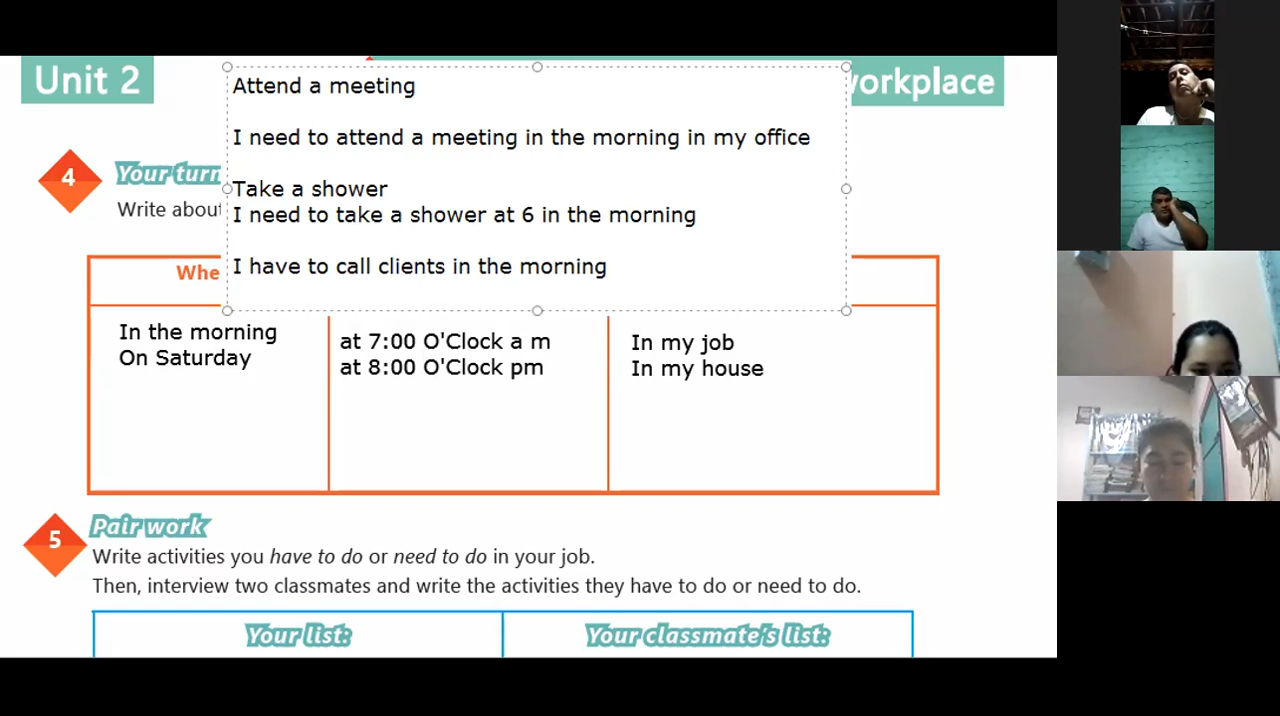 Unit 2
workplace
Attend a meeting
I need to attend a meeting in the morning in my office
Take a shower
I need to take a shower at 6 in the morning
I have to call clients in the morning
4
Your turn
Write about
Whe
In the morning
On Saturday
at 7:00 O'Clock a m
at 8:00 O'Clock pm
In my job
In my house
5
Pair work
Write activities you have to do or need to do in your job.
Then, interview two classmates and write the activities they have to do or need to do.
Your list:
Your classmate's list: